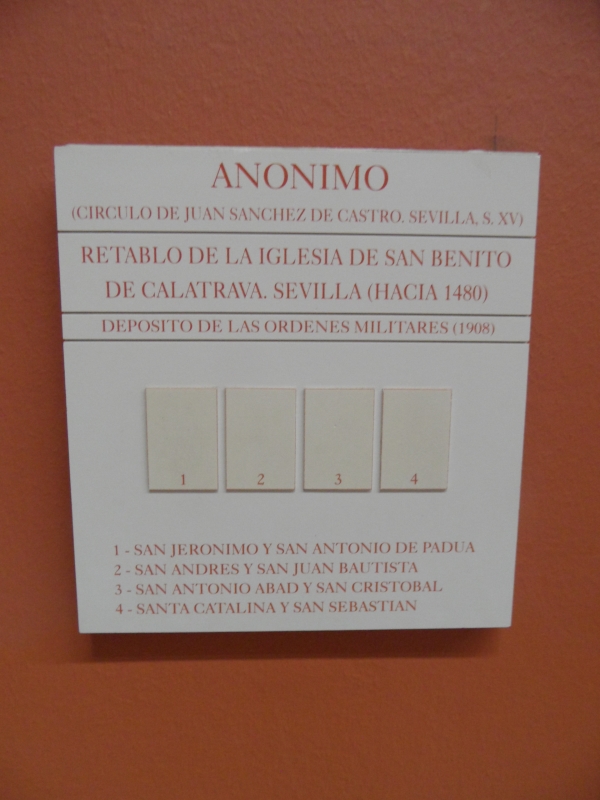 ANONIMO
(CIRCULO DE JUAN SANCHEZ DE CASTRO. SEVILLA, S. XV)
RETABLO DE LA IGLESIA DE SAN BENITO
DE CALATRAVA. SEVILLA (HACIA 1480)
DEPOSITO DE LAS ORDENES MILITARES (1908)
1 2 3 4
1 - SAN JERONIMO Y SAN ANTONIO DE PADUA
2 - SAN ANDRES Y SAN JUAN BAUTISTA
3 - SAN ANTONIO ABAD Y SAN CRISTOBAL
4 - SANTA CATALINA Y SAN SEBASTIAN